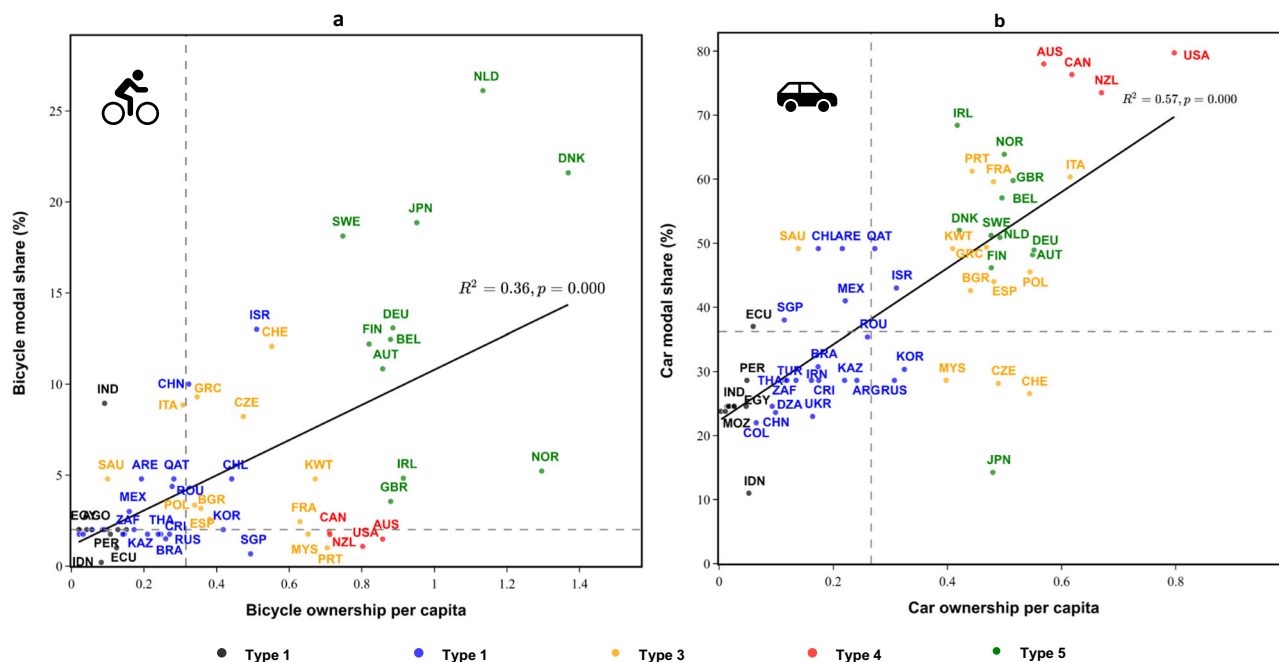 a
b
Bicycle modal share (%)
25
20
15
10
5
0
0
0.2
0.4
0.6
0.8
1
1.2
1.4
Bicycle ownership per capita
NLD
DNK
JPN
SWE
R² = 0.36, p = 0.000
ISR
CHE
DEU
FIN
BEL
AUT
IND
CHN
GRC
ITA
CZE
SAU
ARE
QAT
CHL
KWT
IRL
NOR
ROU
MEX
POL
BGR
GBR
EGY
AGO
ZAF
THA
CRI
ESP
KOR
FRA
CAN
AUS
USA
NZL
PER
KAZ
RUS
BRA
SGP
MYS
PRT
IDN
ECU
Car modal share (%)
80
70
60
50
40
30
20
10
0
0
0.2
0.4
0.6
0.8
Car ownership per capita
AUS
CAN
USA
NZL
R² = 0.57, p = 0.000
IRL
NOR
PRT
FRA
ITA
GBR
BEL
DNK
SWE
NLD
SAU
CHL
ARE
QAT
KWT
GRC
DEU
AUT
FIN
ISR
BGR
ESP
POL
MEX
SGP
ECU
ROU
BRA
KOR
PER
THA
TUR
IRN
KAZ
MYS
CZE
CHE
IND
ZAF
CRI
ARG
RUS
EGY
DZA
UKR
MOZ
CHN
COL
IDN
JPN
Type 1
Type 1
Type 3
Type 4
Type 5